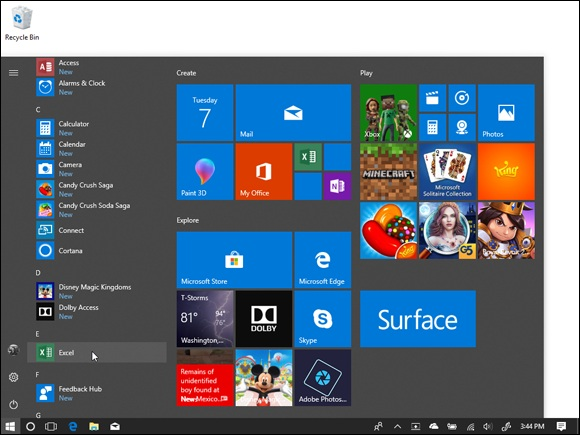 Recycle Bin
Access
New
Alarms & Clock
New
C
Calculator
New
Calendar
New
Camera
New
Candy Crush Saga
New
Candy Crush Soda Saga
New
Connect
Cortana
D
Disney Magic Kingdoms
New
Dolby Access
New
E
Excel
F
Feedback Hub
New
G
Create
Tuesday
7
Mail
Paint 3D
My Office
Explore
Microsoft Store
Microsoft Edge
T-Storms
81°
94°
76°
Washington,...
DOLBY
Skype
Remains of
unidentified
boy found at
New Mexico...
Adobe Photos...
Play
Xbox
Photos
MINECRAFT
Microsoft
Solitaire Collection
King
G5
Surface
3:44 PM